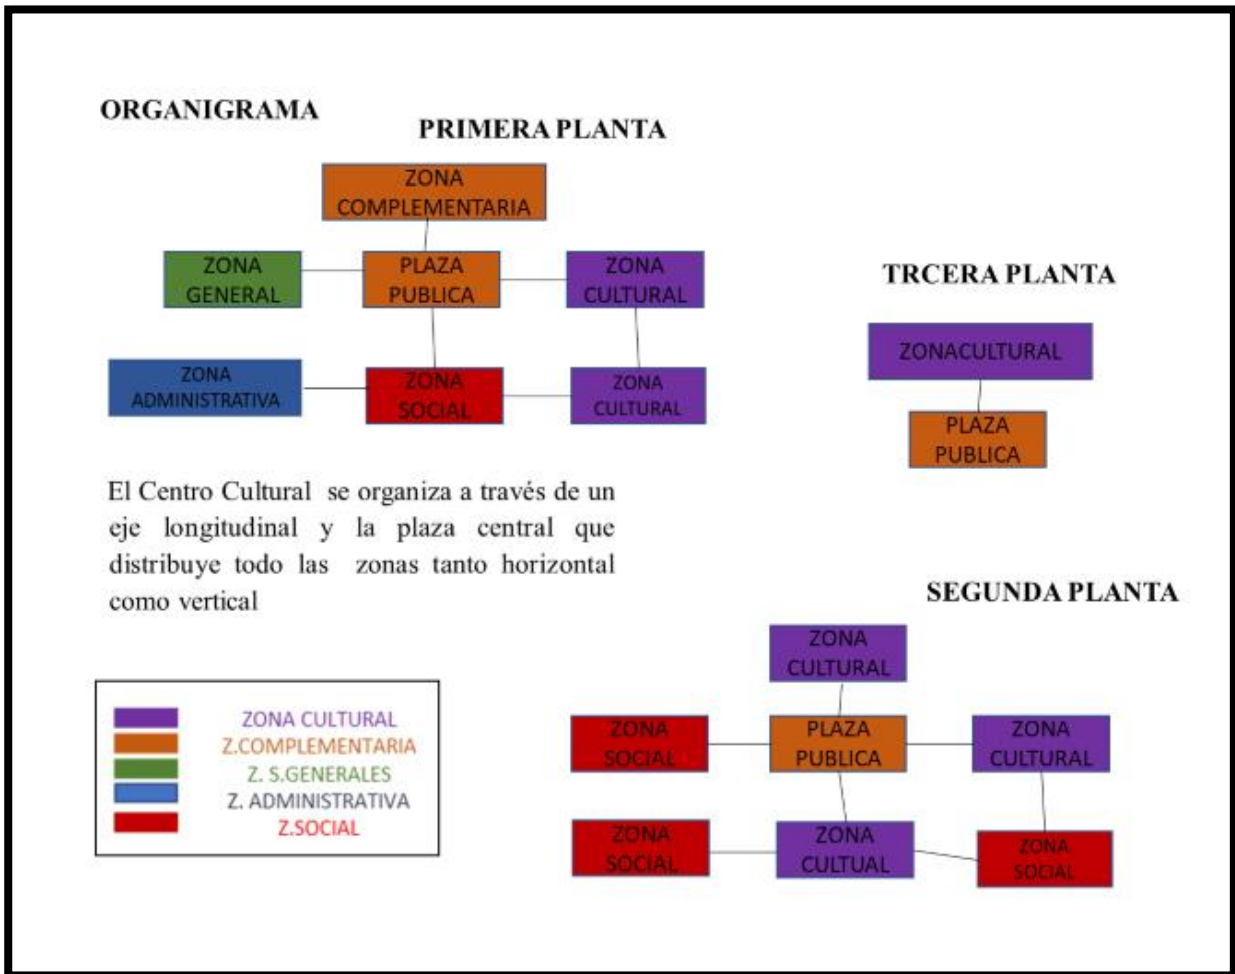 ORGANIGRAMA
PRIMERA PLANTA
ZONA
COMPLEMENTARIA
ZONA
GENERAL
PLAZA
PUBLICA
ZONA
CULTURAL
ZONA
ADMINISTRATIVA
ZONA
SOCIAL
ZONA
CULTURAL
TRCERA PLANTA
ZONACULTURAL
PLAZA
PUBLICA
El Centro Cultural se organiza a través de un
eje longitudinal y la plaza central que
distribuye todo las zonas tanto horizontal
como vertical
SEGUNDA PLANTA
ZONA
CULTURAL
ZONA
SOCIAL
PLAZA
PUBLICA
ZONA
CULTURAL
ZONA
SOCIAL
ZONA
CULTUAL
ZONA
SOCIAL
ZONA CULTURAL
Z.COMPLEMENTARIA
Z. S.GENERALES
Z. ADMINISTRATIVA
Z.SOCIAL